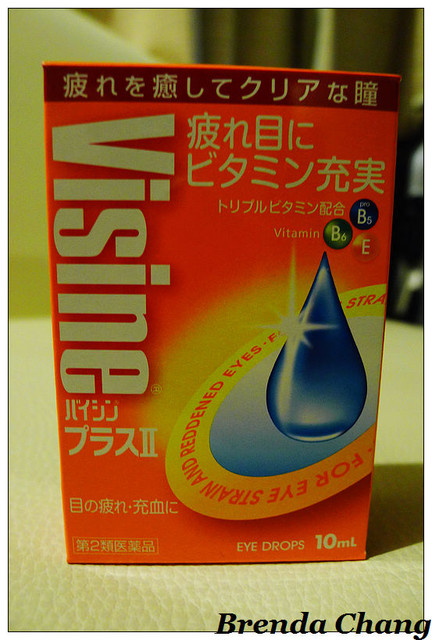 疲れを癒してクリアな瞳
Visine®
疲れ目に
ビタミン充実
トリプルビタミン配合
Vitamin
pro B5
B6
E
バイシン
プラスⅡ
STRA
FOR EYE STRAIN AND REDDENED EYES · F
目の疲れ・充血に
第2類医薬品
EYE DROPS 10mL
Brenda Chang